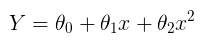 Y = θ₀ + θ₁x + θ₂x²